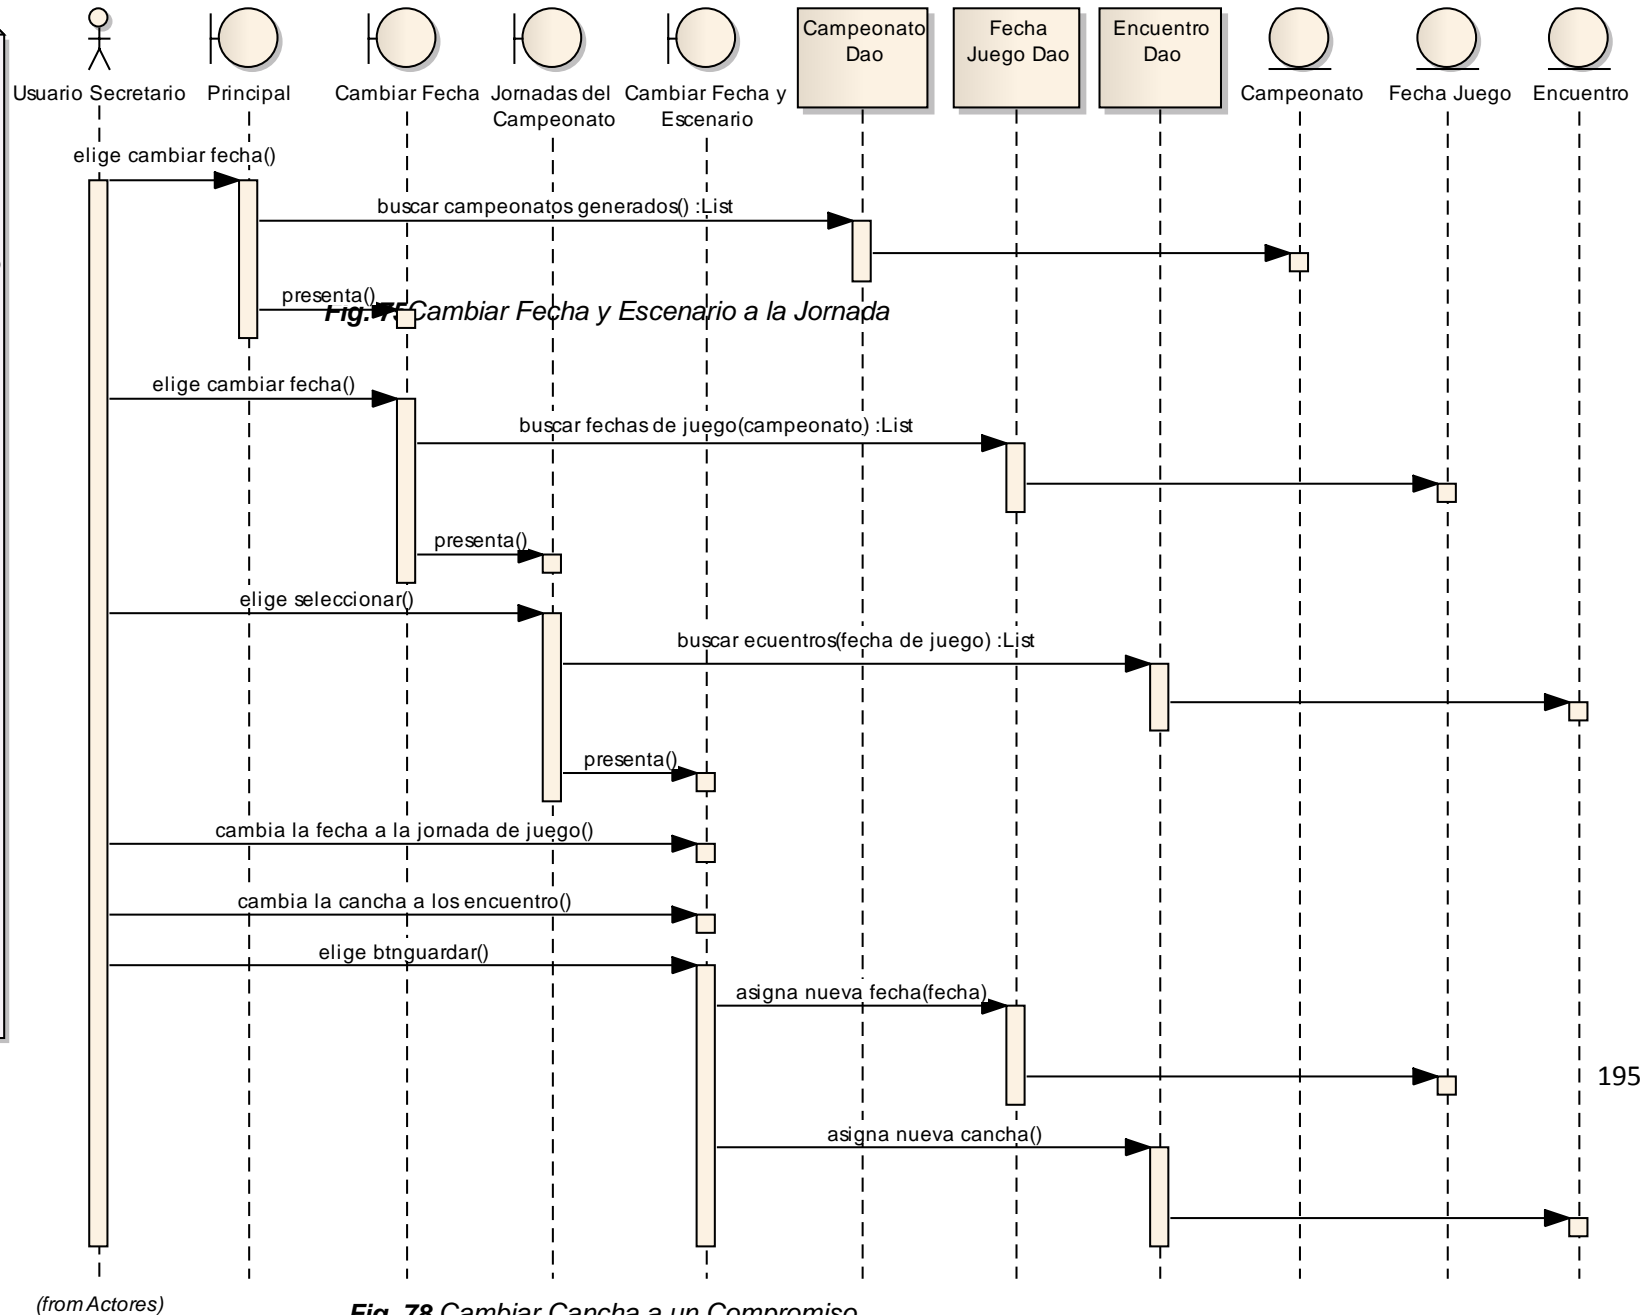 Usuario Secretario
Principal
Cambiar Fecha
Jornadas del
Campeonato
Cambiar Fecha y
Escenario
Campeonato
Dao
Fecha
Juego Dao
Encuentro
Dao
Campeonato
Fecha Juego
Encuentro
elige cambiar fecha()
buscar campeonatos generados() :List
presenta()
Fig. 75 Cambiar Fecha y Escenario a la Jornada
elige cambiar fecha()
buscar fechas de juego(campeonato) :List
presenta()
elige seleccionar()
buscar ecuentros(fecha de juego) :List
presenta()
cambia la fecha a la jornada de juego()
cambia la cancha a los encuentro()
elige btnguardar()
asigna nueva fecha(fecha)
195
asigna nueva cancha()
(from Actores)
Fig. 78 Cambiar Cancha a un Compromiso